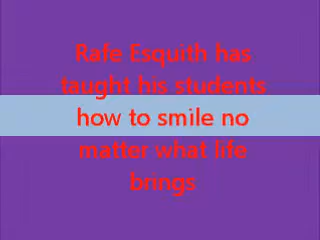 Rafe Esquith has
taught his students
how to smile no
matter what life
brings